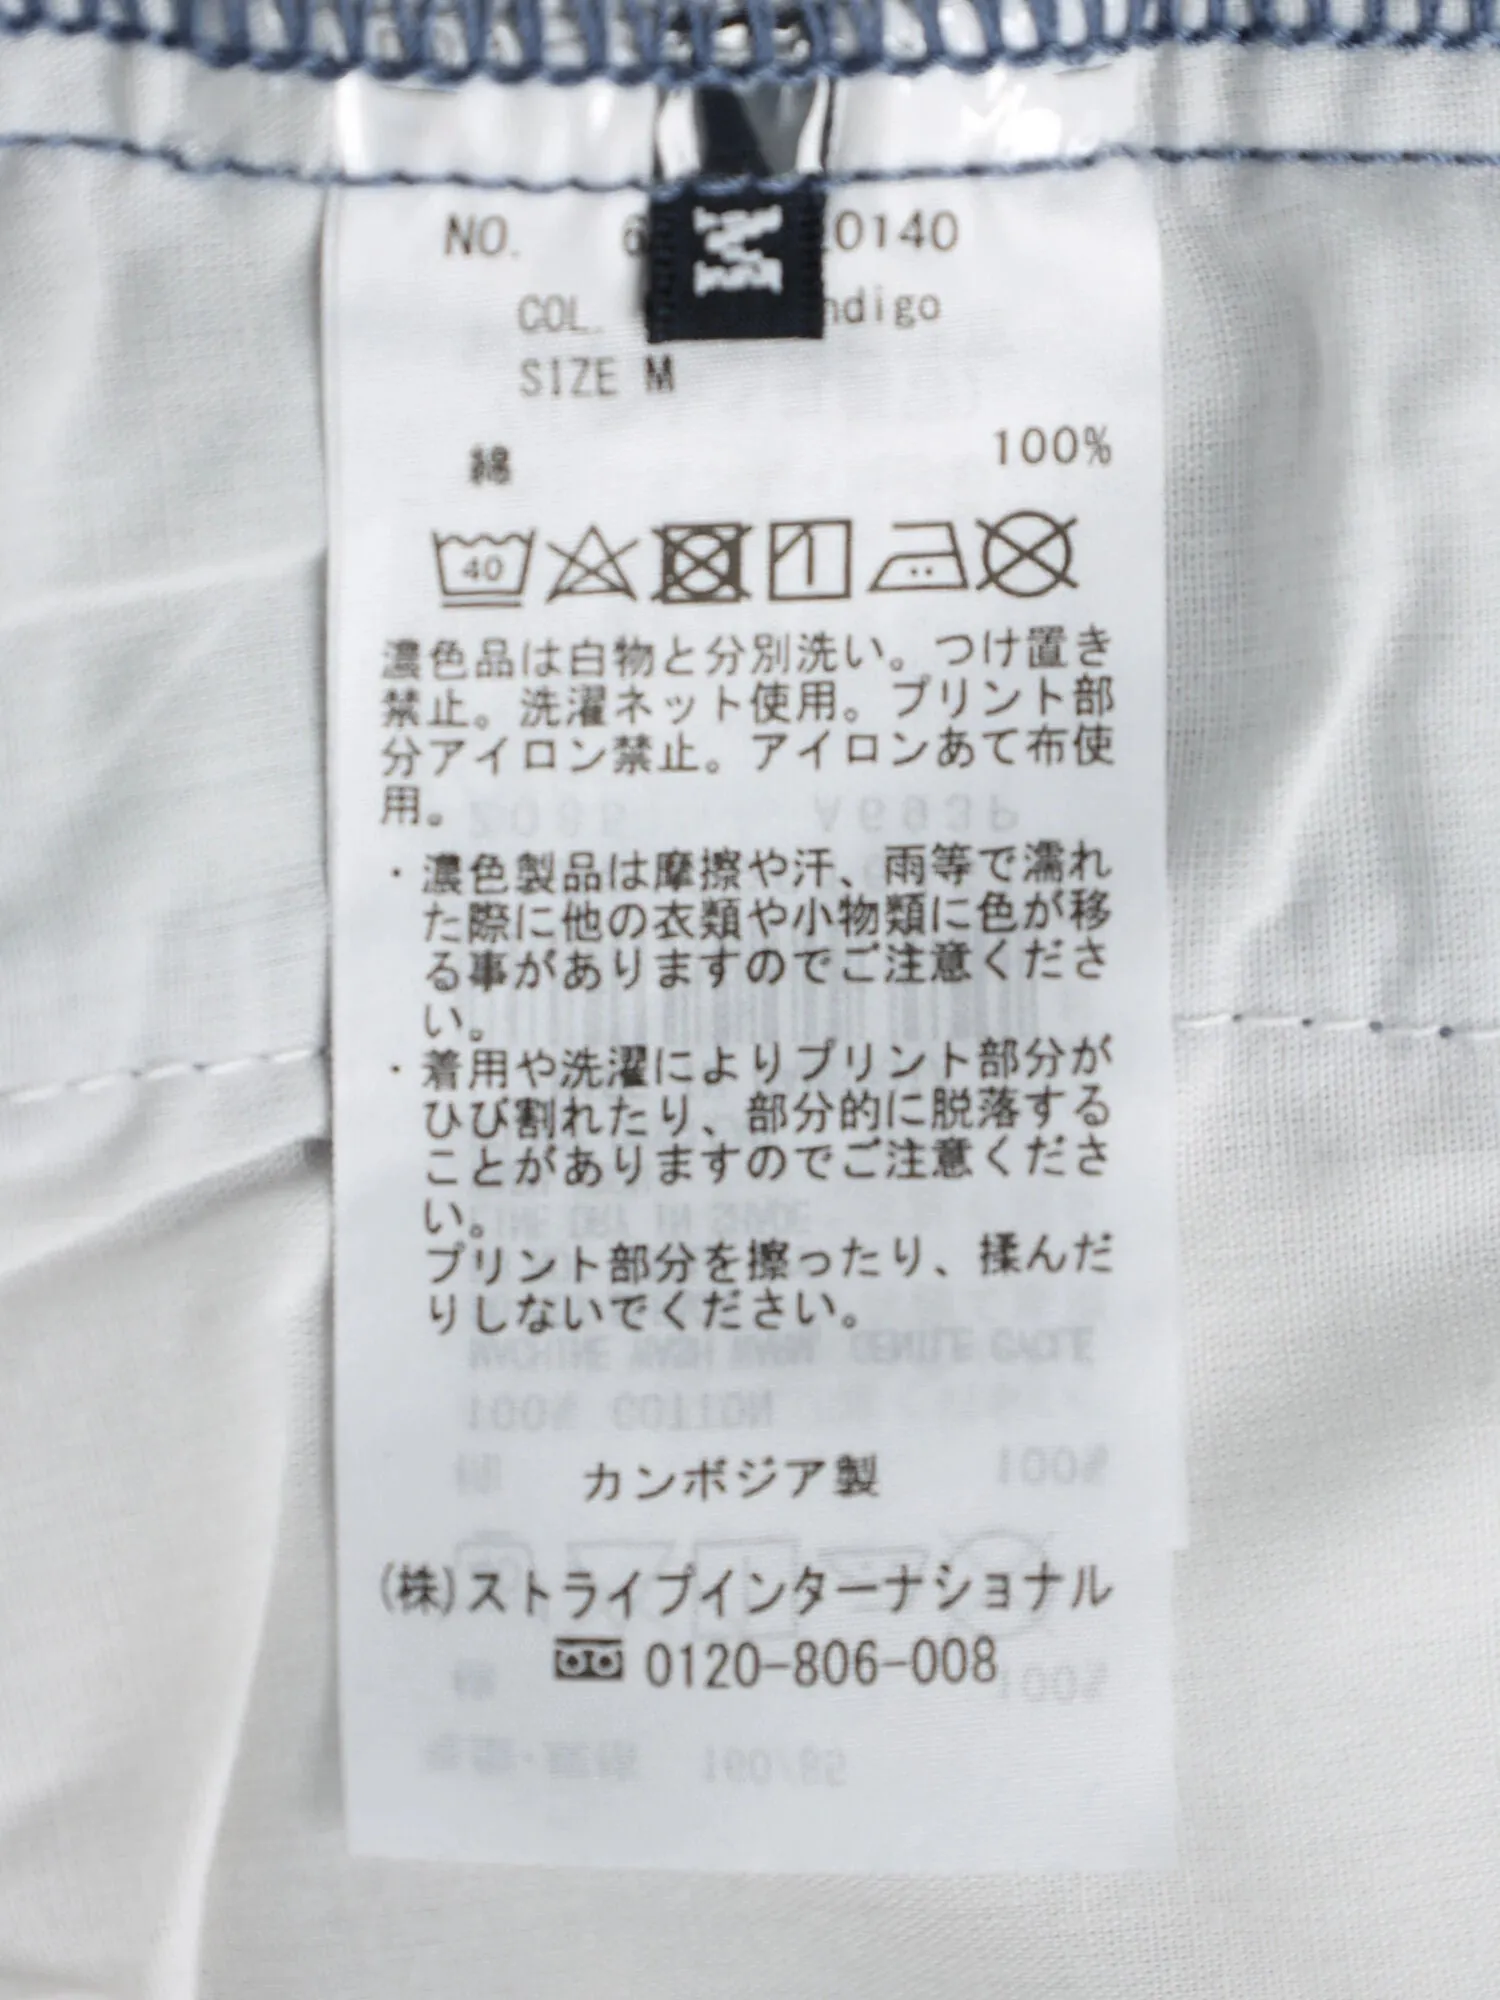 NO.
M
0140
COL.
ndigo
SIZE M
綿 100%
40
濃色品は白物と分別洗い。つけ置き
禁止。洗濯ネット使用。プリント部
分アイロン禁止。アイロンあて布使
用。
・濃色製品は摩擦や汗、雨等で濡れ
た際に他の衣類や小物類に色が移
る事がありますのでご注意くださ
い。
・着用や洗濯によりプリント部分が
ひび割れたり、部分的に脱落する
ことがありますのでご注意くださ
い。
プリント部分を擦ったり、揉んだ
りしないでください。
カンボジア製
(株)ストライプインターナショナル
0120-806-008